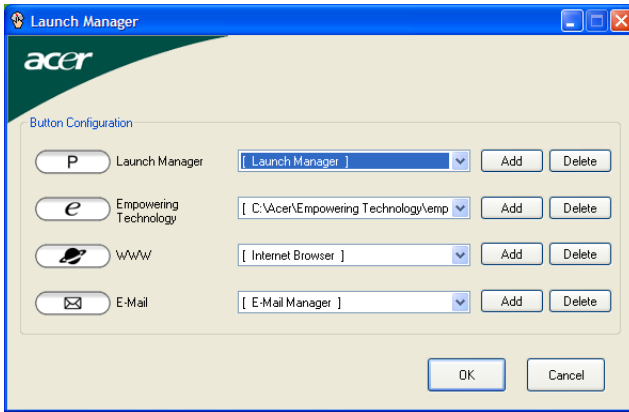 Launch Manager
acer
Button Configuration
P Launch Manager [ Launch Manager ] Add Delete
e Empowering Technology [ C:\Acer\Empowering Technology\emp Add Delete
WWW [ Internet Browser ] Add Delete
E-Mail [ E-Mail Manager ] Add Delete
OK Cancel